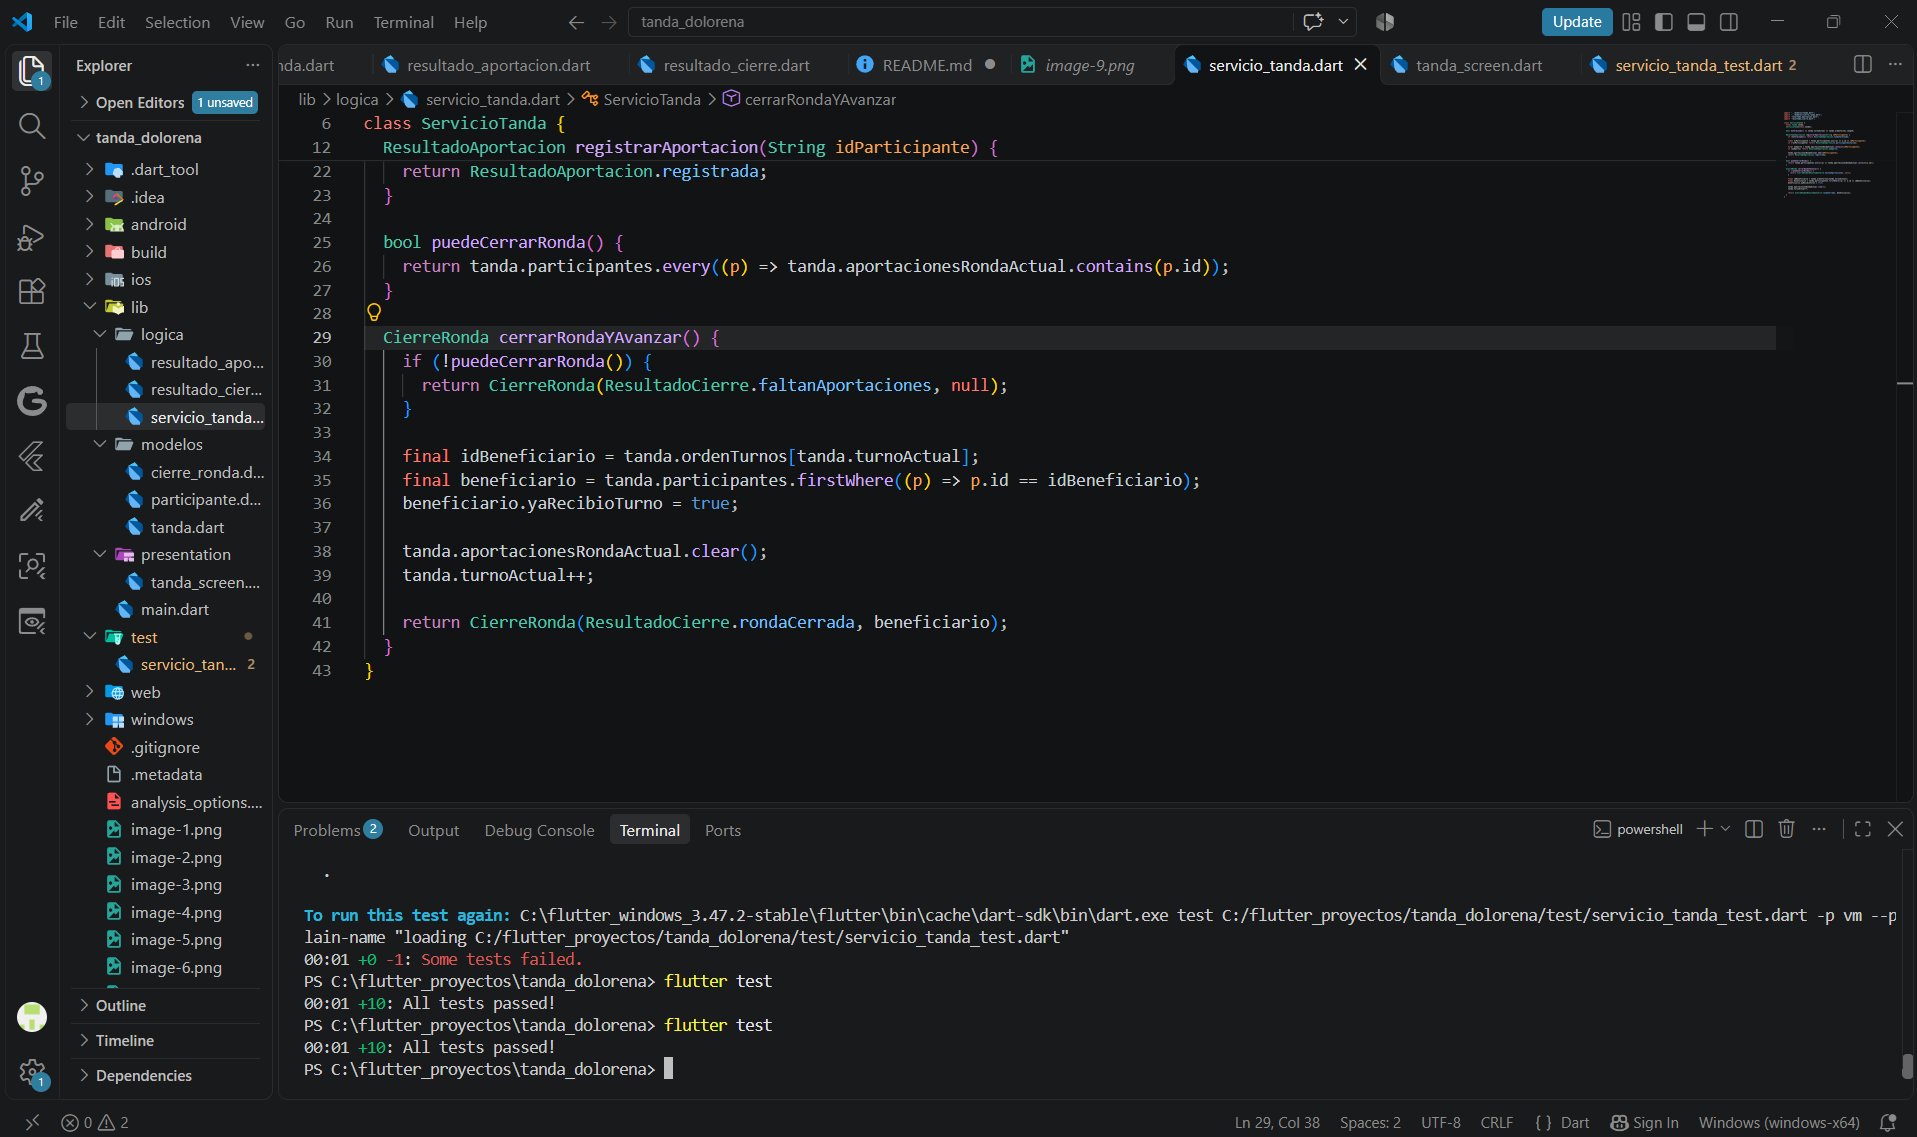 File Edit Selection View Go Run Terminal Help
tanda_dolorena
Update
Explorer
Open Editors 1 unsaved
tanda_dolorena
.dart_tool
.idea
android
build
ios
lib
logica
resultado_apo...
resultado_cier...
servicio_tanda...
modelos
cierre_ronda.d...
participante.d...
tanda.dart
presentation
tanda_screen....
main.dart
test
servicio_tan... 2
web
windows
.gitignore
.metadata
analysis_options....
image-1.png
image-2.png
image-3.png
image-4.png
image-5.png
image-6.png
Outline
Timeline
Dependencies
1
1
nda.dart resultado_aportacion.dart resultado_cierre.dart README.md image-9.png servicio_tanda.dart tanda_screen.dart servicio_tanda_test.dart 2
lib > logica > servicio_tanda.dart > ServicioTanda > cerrarRondaYAvanzar
6 class ServicioTanda {
12 ResultadoAportacion registrarAportacion(String idParticipante) {
22 return ResultadoAportacion.registrada;
23 }
24
25 bool puedeCerrarRonda() {
26 return tanda.participantes.every((p) => tanda.aportacionesRondaActual.contains(p.id));
27 }
28
29 CierreRonda cerrarRondaYAvanzar() {
30 if (!puedeCerrarRonda()) {
31 return CierreRonda(ResultadoCierre.faltanAportaciones, null);
32 }
33
34 final idBeneficiario = tanda.ordenTurnos[tanda.turnoActual];
35 final beneficiario = tanda.participantes.firstWhere((p) => p.id == idBeneficiario);
36 beneficiario.yaRecibioTurno = true;
37
38 tanda.aportacionesRondaActual.clear();
39 tanda.turnoActual++;
40
41 return CierreRonda(ResultadoCierre.rondaCerrada, beneficiario);
42 }
43 }
Problems 2 Output Debug Console Terminal Ports
powershell
.
To run this test again: C:\flutter_windows_3.47.2-stable\flutter\bin\cache\dart-sdk\bin\dart.exe test C:/flutter_proyectos/tanda_dolorena/test/servicio_tanda_test.dart -p vm --p
lain-name "loading C:/flutter_proyectos/tanda_dolorena/test/servicio_tanda_test.dart"
00:01 +0 -1: Some tests failed.
PS C:\flutter_proyectos\tanda_dolorena> flutter test
00:01 +10: All tests passed!
PS C:\flutter_proyectos\tanda_dolorena> flutter test
00:01 +10: All tests passed!
PS C:\flutter_proyectos\tanda_dolorena>
0 2
Ln 29, Col 38 Spaces: 2 UTF-8 CRLF { } Dart Sign In Windows (windows-x64)